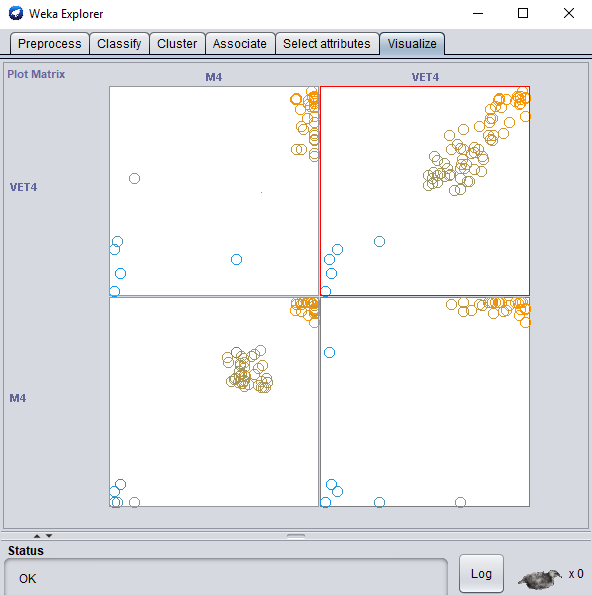 Weka Explorer
Preprocess Classify Cluster Associate Select attributes Visualize
Plot Matrix M4 VET4
VET4
M4
Status
OK
Log
x 0